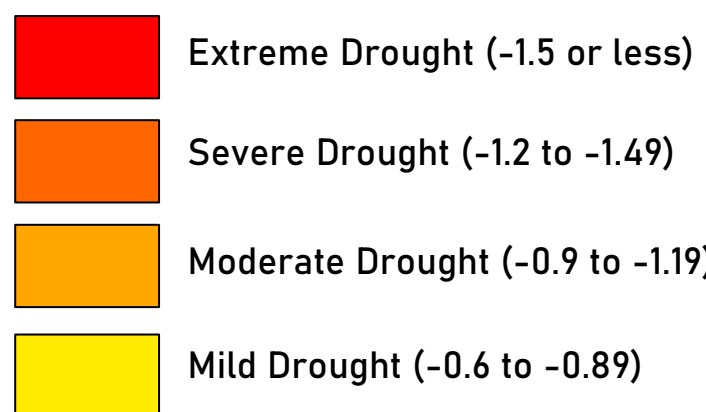 Extreme Drought (-1.5 or less)
Severe Drought (-1.2 to -1.49)
Moderate Drought (-0.9 to -1.19)
Mild Drought (-0.6 to -0.89)